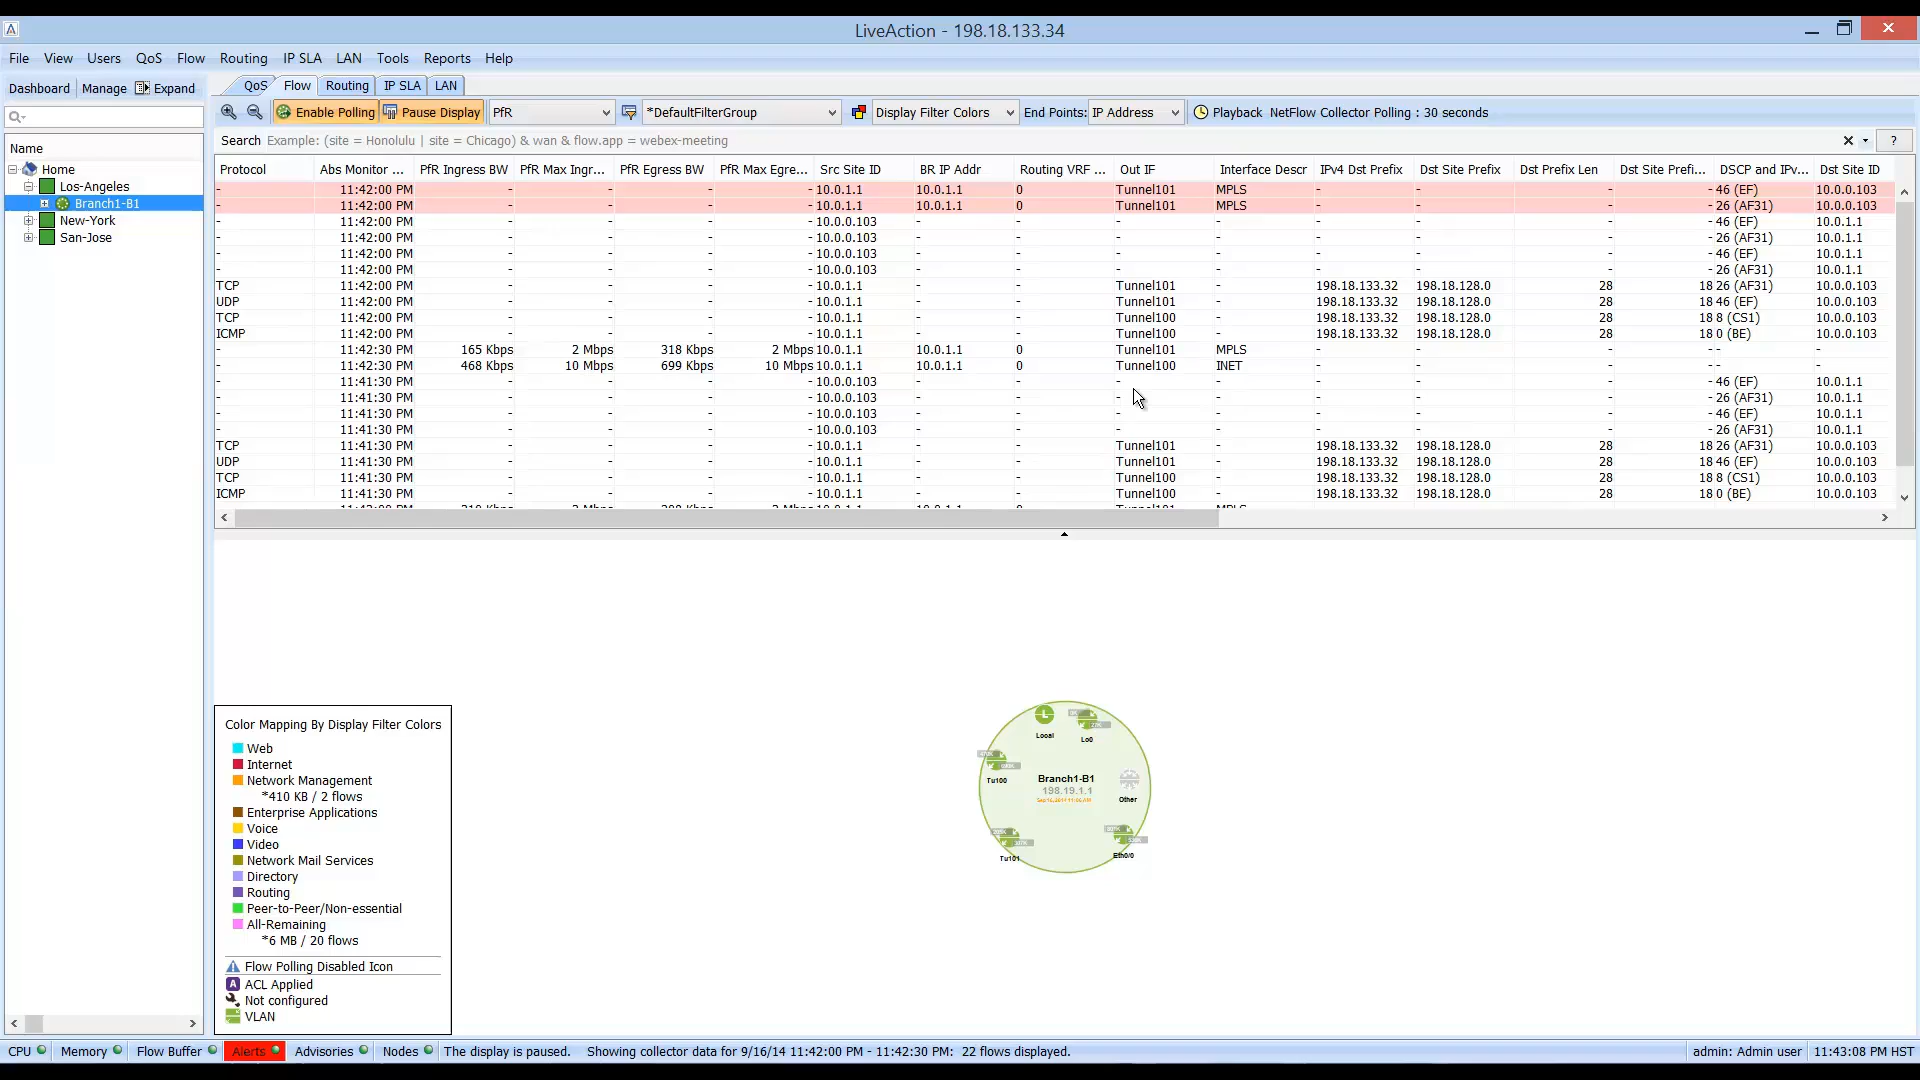 LiveAction - 198.18.133.34
File View Users QoS Flow Routing IP SLA LAN Tools Reports Help
Dashboard Manage Expand
QoS Flow Routing IP SLA LAN
Enable Polling Pause Display PfR *DefaultFilterGroup Display Filter Colors End Points: IP Address Playback NetFlow Collector Polling : 30 seconds
Search Example: (site = Honolulu | site = Chicago) & wan & flow.app = webex-meeting ?
Name
Home
Los-Angeles
Branch1-B1
New-York
San-Jose
Protocol Abs Monitor ... PfR Ingress BW PfR Max Ingr... PfR Egress BW PfR Max Egre... Src Site ID BR IP Addr Routing VRF ... Out IF Interface Descr IPv4 Dst Prefix Dst Site Prefix Dst Prefix Len Dst Site Prefi... DSCP and IPv... Dst Site ID
- 11:42:00 PM - - - - 10.0.1.1 10.0.1.1 0 Tunnel101 MPLS - - - - 46 (EF) 10.0.0.103
- 11:42:00 PM - - - - 10.0.1.1 10.0.1.1 0 Tunnel101 MPLS - - - - 26 (AF31) 10.0.0.103
- 11:42:00 PM - - - - 10.0.0.103 - - - - - - - - 46 (EF) 10.0.1.1
- 11:42:00 PM - - - - 10.0.0.103 - - - - - - - - 26 (AF31) 10.0.1.1
- 11:42:00 PM - - - - 10.0.0.103 - - - - - - - - 46 (EF) 10.0.1.1
- 11:42:00 PM - - - - 10.0.0.103 - - - - - - - - 26 (AF31) 10.0.1.1
TCP 11:42:00 PM - - - - 10.0.1.1 - - Tunnel101 - 198.18.133.32 198.18.128.0 28 18 26 (AF31) 10.0.0.103
UDP 11:42:00 PM - - - - 10.0.1.1 - - Tunnel101 - 198.18.133.32 198.18.128.0 28 18 46 (EF) 10.0.0.103
TCP 11:42:00 PM - - - - 10.0.1.1 - - Tunnel100 - 198.18.133.32 198.18.128.0 28 18 8 (CS1) 10.0.0.103
ICMP 11:42:00 PM - - - - 10.0.1.1 - - Tunnel100 - 198.18.133.32 198.18.128.0 28 18 0 (BE) 10.0.0.103
- 11:42:30 PM 165 Kbps 2 Mbps 318 Kbps 2 Mbps 10.0.1.1 10.0.1.1 0 Tunnel101 MPLS - - - - - -
- 11:42:30 PM 468 Kbps 10 Mbps 699 Kbps 10 Mbps 10.0.1.1 10.0.1.1 0 Tunnel100 INET - - - - - -
- 11:41:30 PM - - - - 10.0.0.103 - - - - - - - - 46 (EF) 10.0.1.1
- 11:41:30 PM - - - - 10.0.0.103 - - - - - - - - 26 (AF31) 10.0.1.1
- 11:41:30 PM - - - - 10.0.0.103 - - - - - - - - 46 (EF) 10.0.1.1
- 11:41:30 PM - - - - 10.0.0.103 - - - - - - - - 26 (AF31) 10.0.1.1
TCP 11:41:30 PM - - - - 10.0.1.1 - - Tunnel101 - 198.18.133.32 198.18.128.0 28 18 26 (AF31) 10.0.0.103
UDP 11:41:30 PM - - - - 10.0.1.1 - - Tunnel101 - 198.18.133.32 198.18.128.0 28 18 46 (EF) 10.0.0.103
TCP 11:41:30 PM - - - - 10.0.1.1 - - Tunnel100 - 198.18.133.32 198.18.128.0 28 18 8 (CS1) 10.0.0.103
ICMP 11:41:30 PM - - - - 10.0.1.1 - - Tunnel100 - 198.18.133.32 198.18.128.0 28 18 0 (BE) 10.0.0.103
Local
Lo0
Tu100
Branch1-B1
198.19.1.1
Other
Tu101
Eth0/0
Color Mapping By Display Filter Colors
Web
Internet
Network Management
*410 KB / 2 flows
Enterprise Applications
Voice
Video
Network Mail Services
Directory
Routing
Peer-to-Peer/Non-essential
All-Remaining
*6 MB / 20 flows
Flow Polling Disabled Icon
A ACL Applied
Not configured
VLAN
CPU Memory Flow Buffer Alerts Advisories Nodes The display is paused. Showing collector data for 9/16/14 11:42:00 PM - 11:42:30 PM: 22 flows displayed. admin: Admin user 11:43:08 PM HST